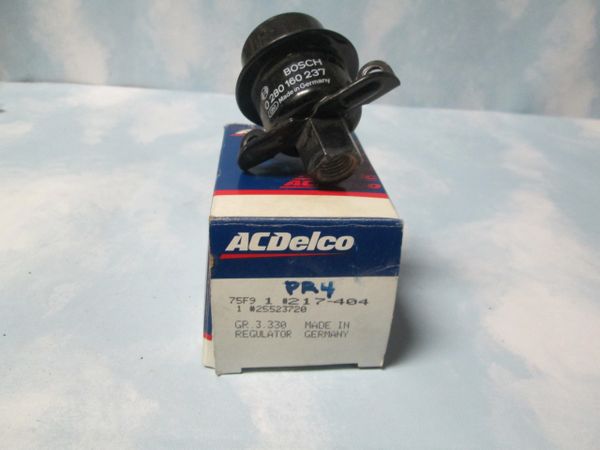 BOSCH
0 280 160 237
Made in Germany
AC
ACDelco
PR4
75F9 1 #217-404
1 #25523720
GR.3.330 MADE IN
REGULATOR GERMANY